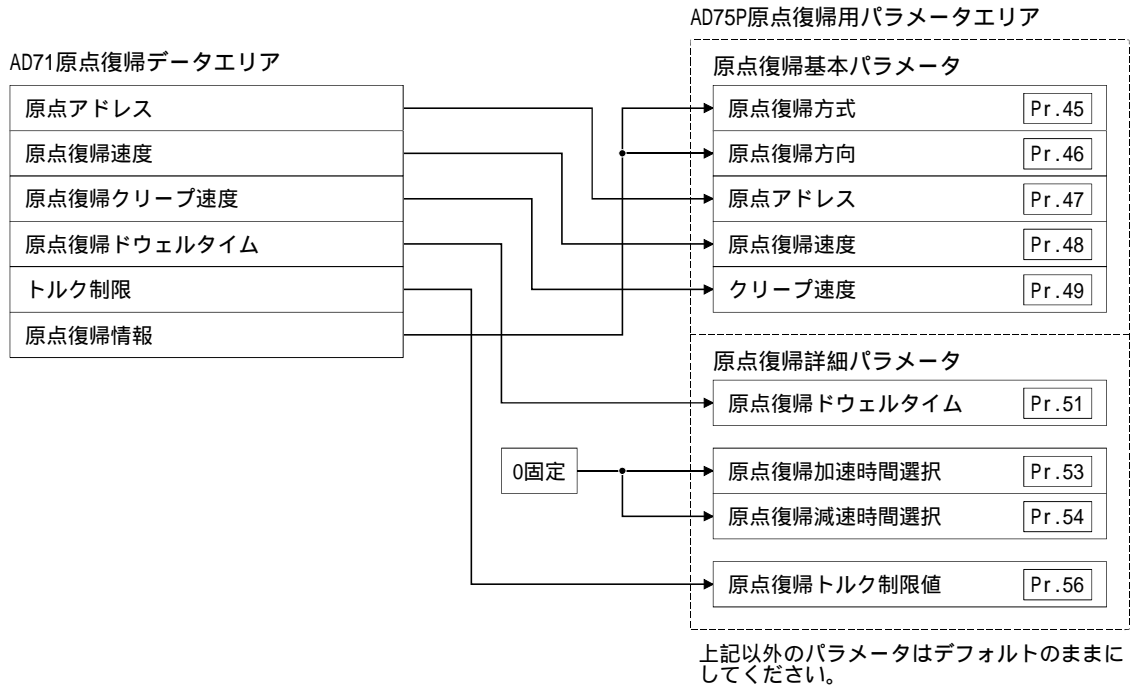 AD75P原点復帰用パラメータエリア
AD71原点復帰データエリア
原点アドレス
原点復帰速度
原点復帰クリープ速度
原点復帰ドウェルタイム
トルク制限
原点復帰情報
原点復帰基本パラメータ
原点復帰方式 Pr.45
原点復帰方向 Pr.46
原点アドレス Pr.47
原点復帰速度 Pr.48
クリープ速度 Pr.49
原点復帰詳細パラメータ
原点復帰ドウェルタイム Pr.51
0固定
原点復帰加速時間選択 Pr.53
原点復帰減速時間選択 Pr.54
原点復帰トルク制限値 Pr.56
上記以外のパラメータはデフォルトのままに
してください。